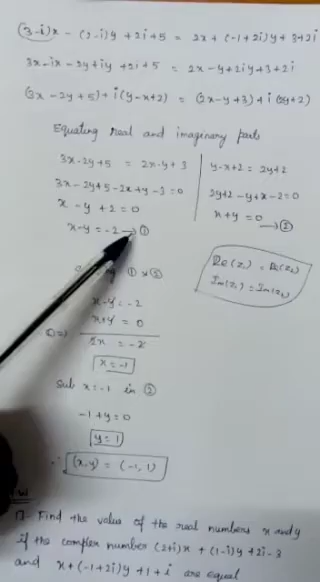 (3-i)x - (2-i)y + 2i + 5 = 2x + (-1+2i)y + 3 + 2i
3x - ix - 2y + iy + 2i + 5 = 2x - y + 2iy + 3 + 2i
(3x - 2y + 5) + i(y-x+2) = (2x-y+3) + i(2y+2)
Equating real and imaginary parts
3x - 2y + 5 = 2x - y + 3
3x - 2y + 5 - 2x + y - 3 = 0
x - y + 2 = 0
x-y = -2 → ①
y-x+2 = 2y+2
2y+2-y+x-2=0
x+y = 0 → ②
Re(z₁) = Re(z₂)
Im(z₁) = Im(z₂)
① &
x-y = -2
x+y = 0
①⇒
2x = -2
x = -1
Sub x = -1 in ②
-1+y = 0
y = 1
∴ (x,y) = (-1, 1)
Find the value of the real numbers x and y
if the complex number (2+i)x + (1-i)y + 2i - 3
and x + (-1+2i)y + 1 + i are equal